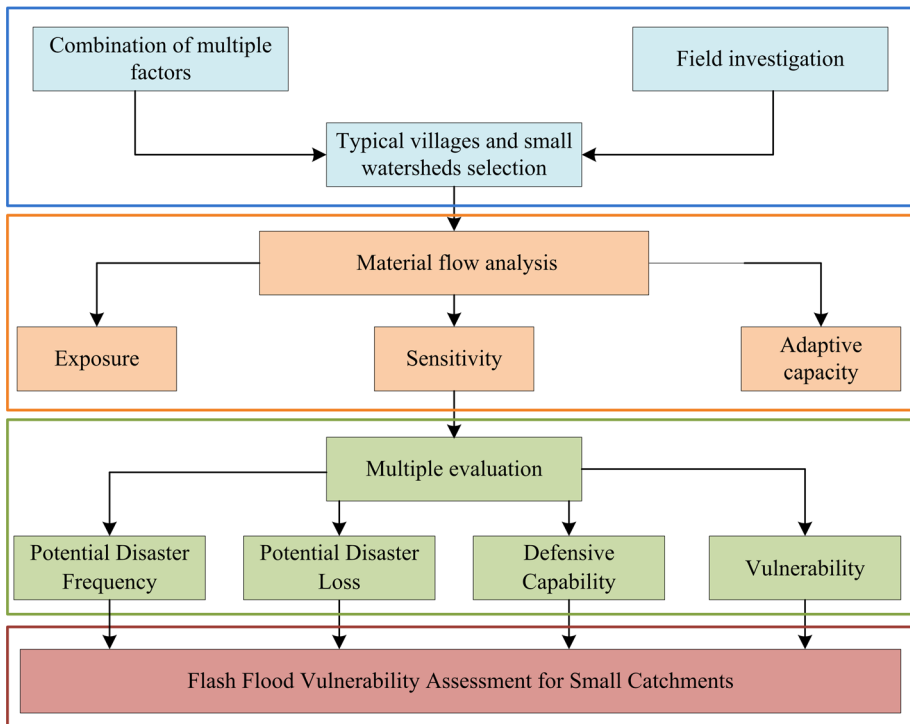 Combination of multiple
factors
Field investigation
Typical villages and small
watersheds selection
Material flow analysis
Exposure
Sensitivity
Adaptive
capacity
Multiple evaluation
Potential Disaster
Frequency
Potential Disaster
Loss
Defensive
Capability
Vulnerability
Flash Flood Vulnerability Assessment for Small Catchments